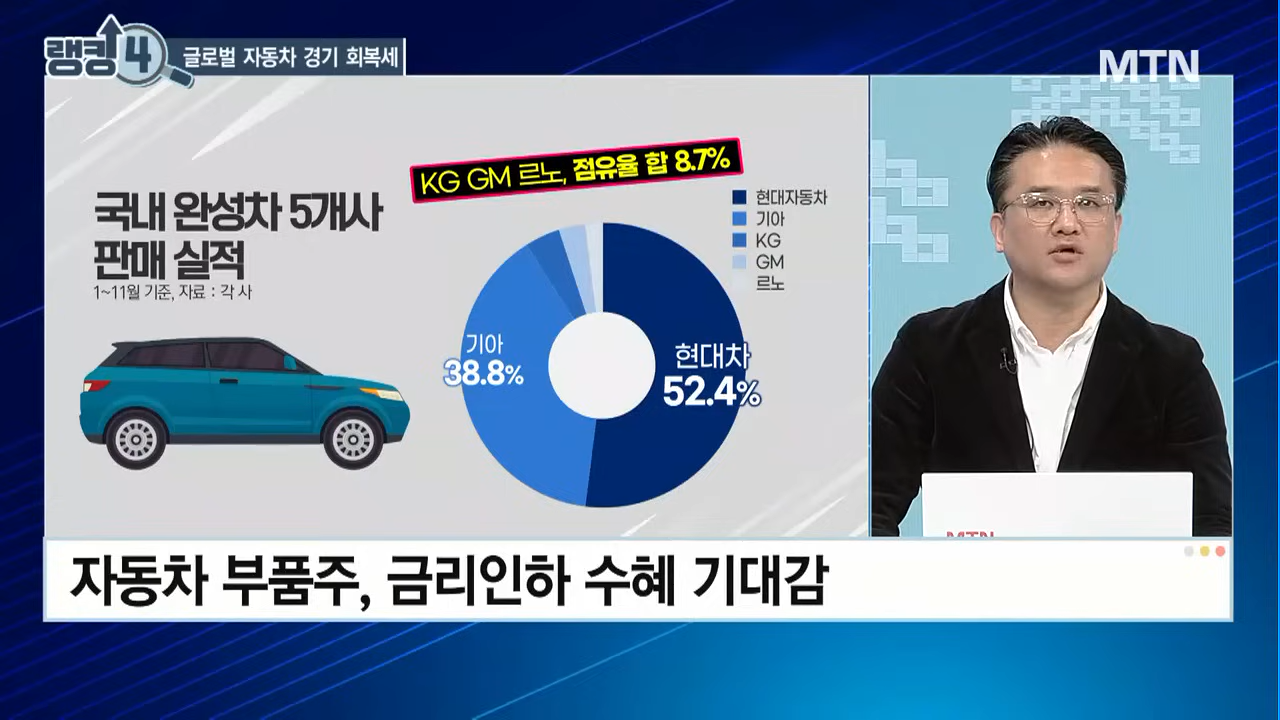 랭킹4
글로벌 자동차 경기 회복세
MTN
KG GM 르노, 점유율 합 8.7%
국내 완성차 5개사
판매 실적
1~11월 기준, 자료 : 각 사
현대자동차
기아
KG
GM
르노
기아
38.8%
현대차
52.4%
MTN
자동차 부품주, 금리인하 수혜 기대감